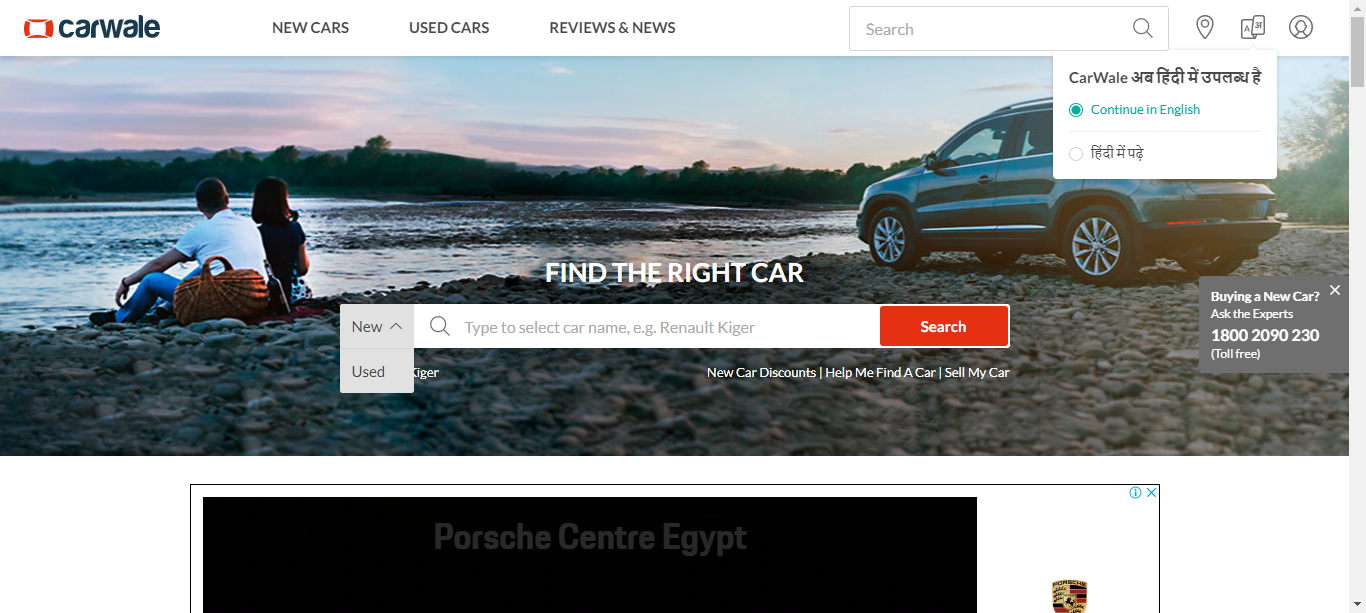 carwale
NEW CARS
USED CARS
REVIEWS & NEWS
Search
CarWale अब हिंदी में उपलब्ध है
Continue in English
हिंदी में पढ़े
FIND THE RIGHT CAR
New
Type to select car name, e.g. Renault Kiger
Search
Used
Kiger
New Car Discounts | Help Me Find A Car | Sell My Car
Buying a New Car?
Ask the Experts
1800 2090 230
(Toll free)
Porsche Centre Egypt
PORSCHE